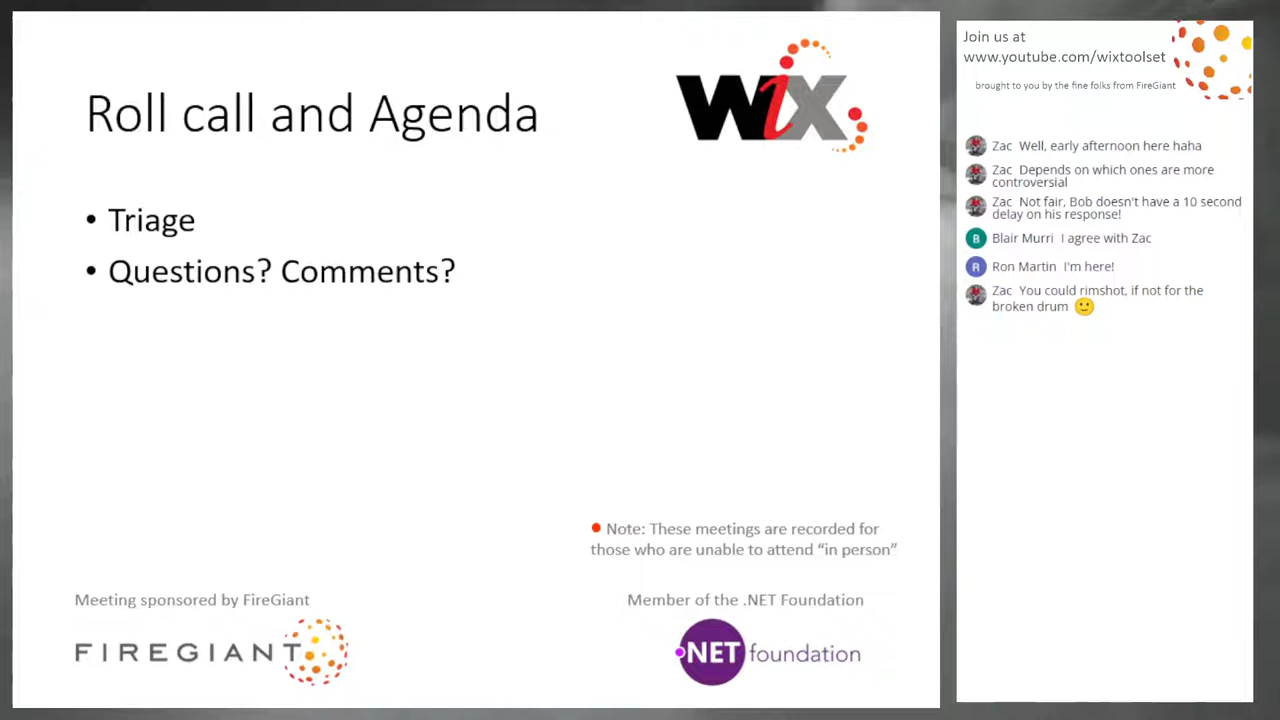 Roll call and Agenda
WiX
• Triage
• Questions? Comments?
Note: These meetings are recorded for
those who are unable to attend “in person”
Meeting sponsored by FireGiant
Member of the .NET Foundation
FIREGIANT
.NET foundation
Join us at
www.youtube.com/wixtoolset
brought to you by the fine folks from FireGiant
Zac Well, early afternoon here haha
Zac Depends on which ones are more
controversial
Zac Not fair, Bob doesn't have a 10 second
delay on his response!
B Blair Murri I agree with Zac
R Ron Martin I'm here!
Zac You could rimshot, if not for the
broken drum 🙂